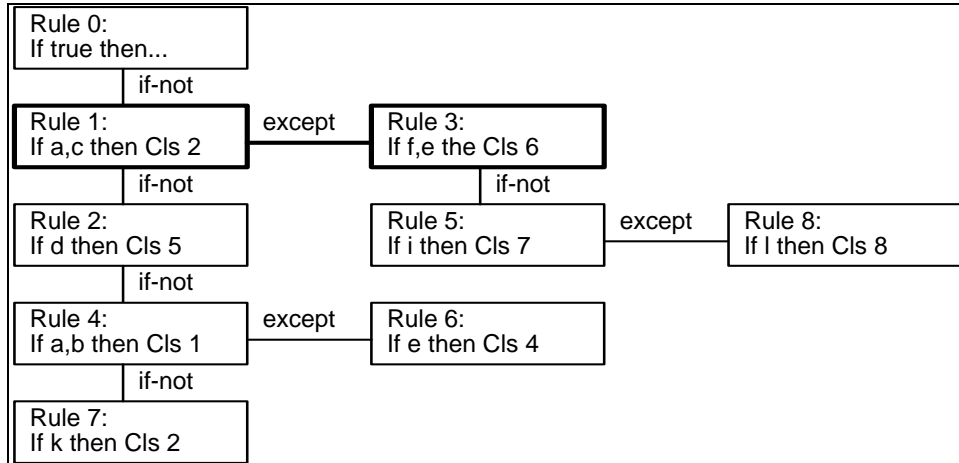 Rule 0:
If true then...
if-not
Rule 1:
If a,c then Cls 2
except
Rule 3:
If f,e the Cls 6
if-not
if-not
Rule 2:
If d then Cls 5
Rule 5:
If i then Cls 7
except
Rule 8:
If l then Cls 8
if-not
Rule 4:
If a,b then Cls 1
except
Rule 6:
If e then Cls 4
if-not
Rule 7:
If k then Cls 2